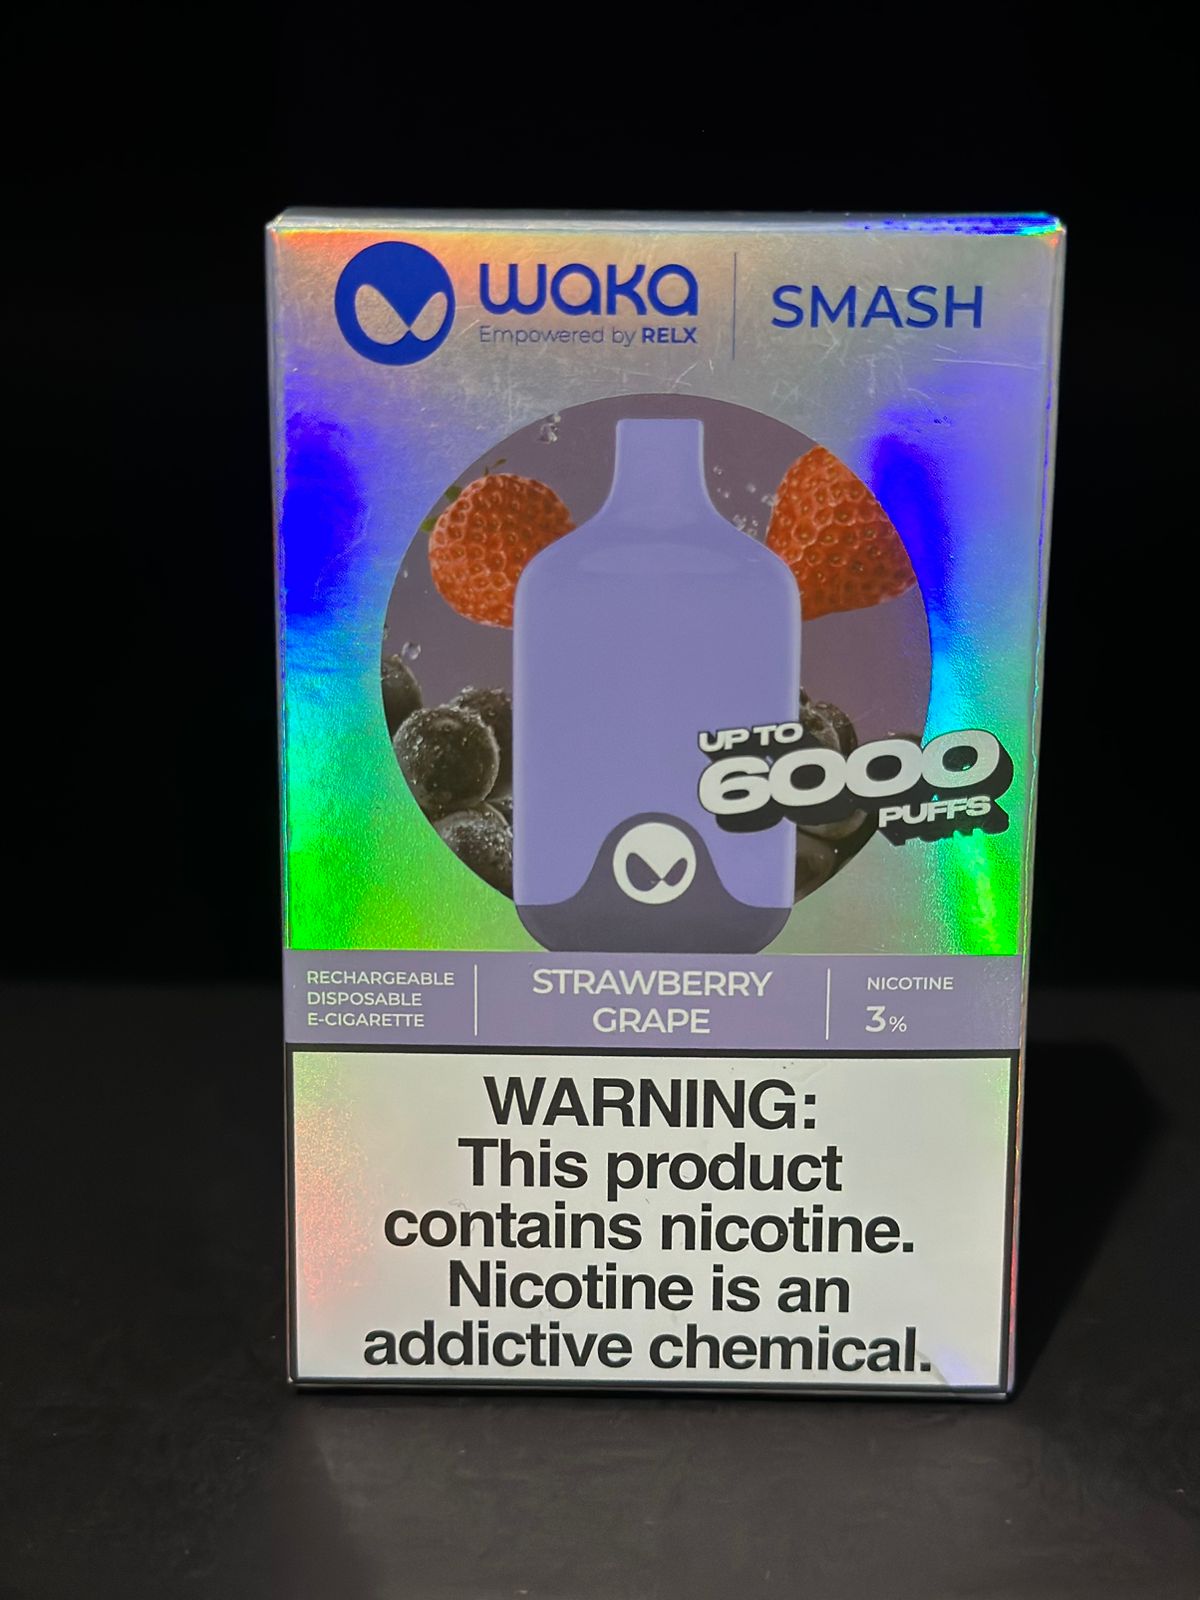 waka
Empowered by RELX
SMASH
UP TO
6000
PUFFS
RECHARGEABLE
DISPOSABLE
E-CIGARETTE
STRAWBERRY
GRAPE
NICOTINE
3%
WARNING:
This product
contains nicotine.
Nicotine is an
addictive chemical.